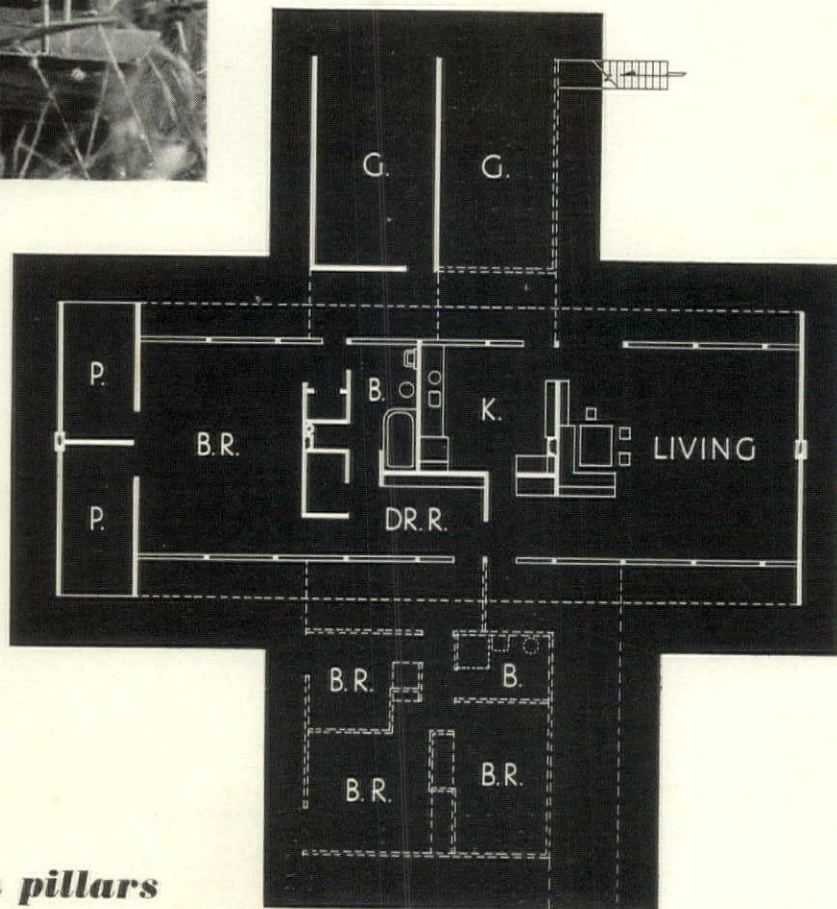 G. G.
P. B.R. B. K. LIVING
P. DR. R.
B.R. B.
B.R. B.R.
pillars